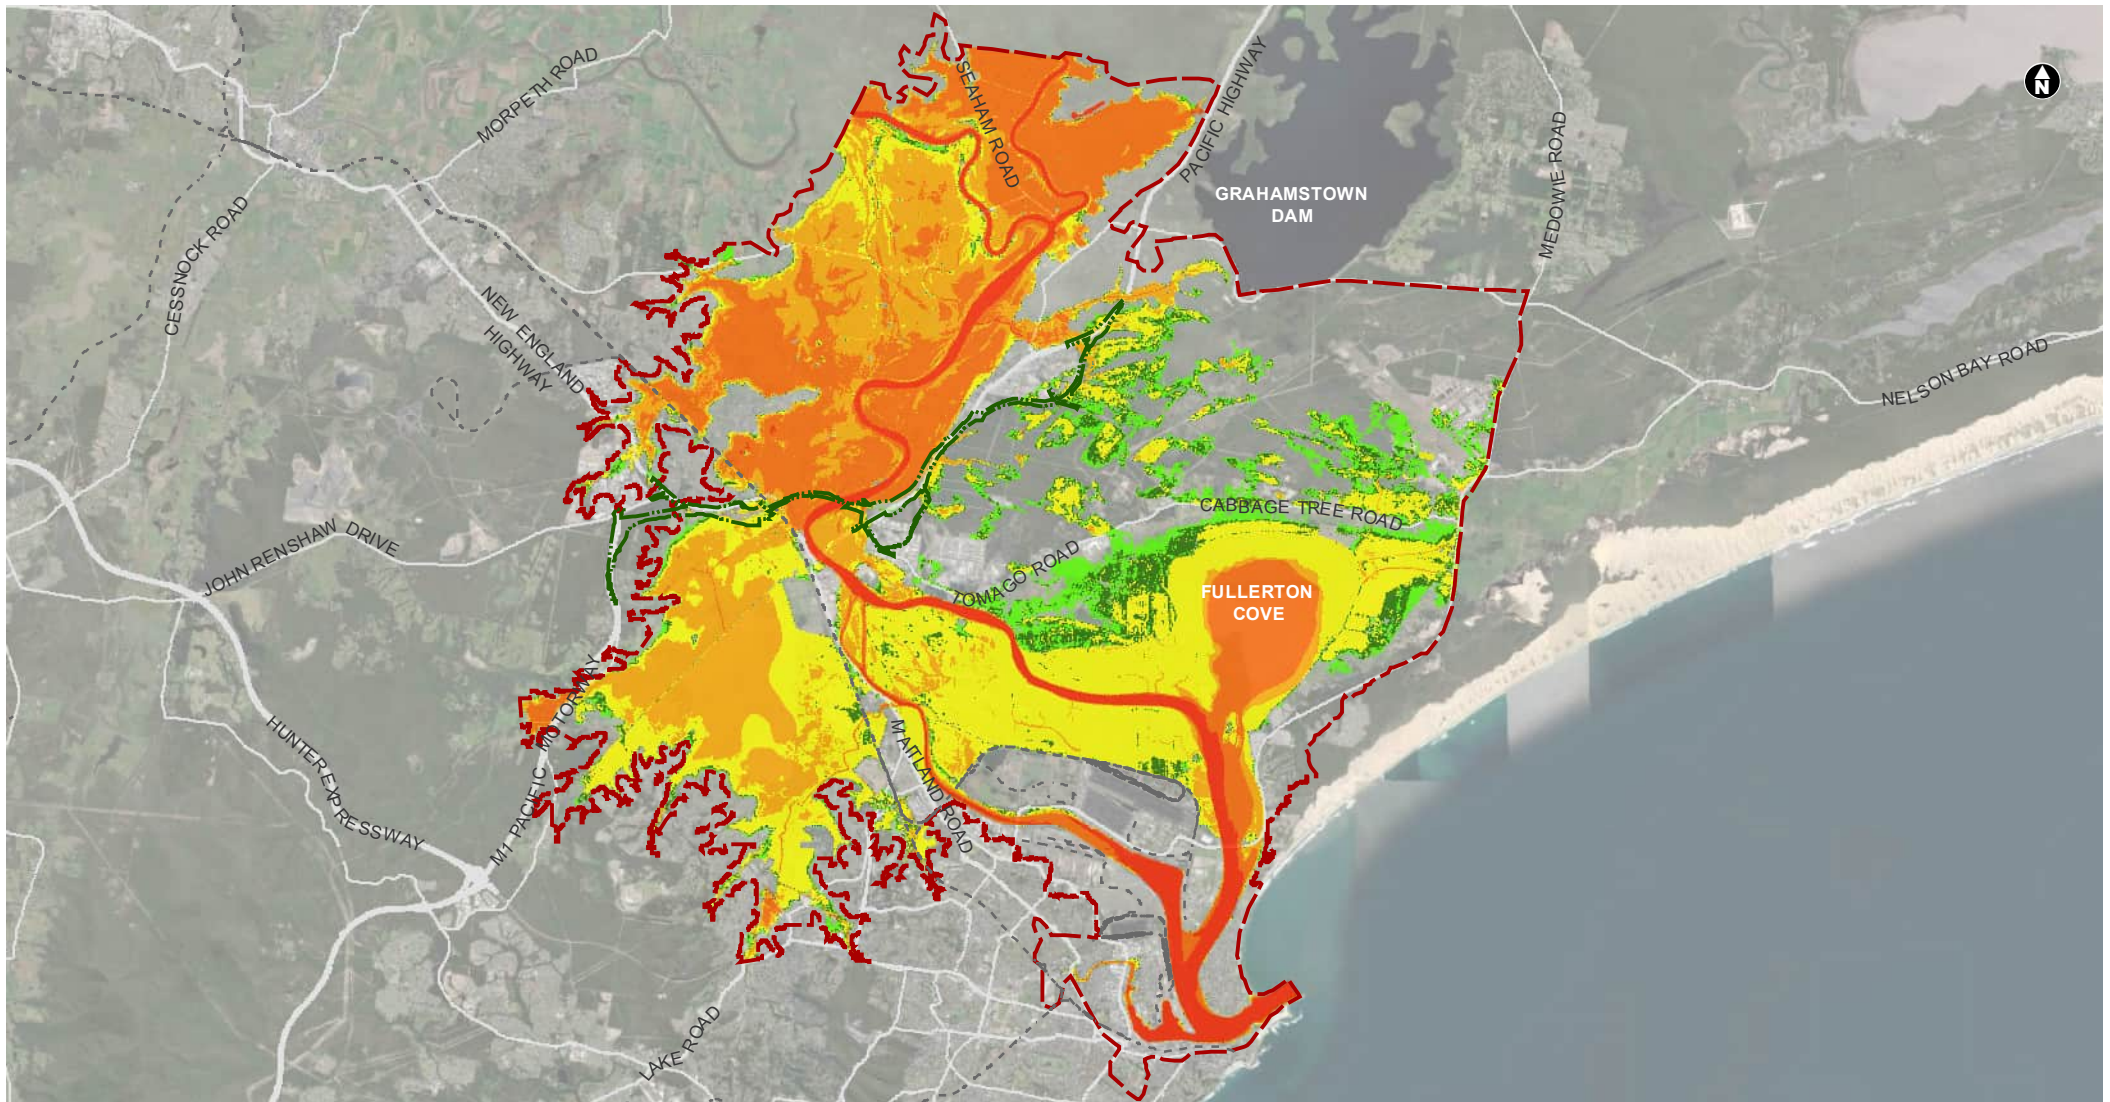 MORPETH ROAD
SEAHAM ROAD
PACIFIC HIGHWAY
N
GRAHAMSTOWN
DAM
MEDOWIE ROAD
CESSNOCK ROAD
NEW ENGLAND
HIGHWAY
NELSON BAY ROAD
CABBAGE TREE ROAD
JOHN RENSHAW DRIVE
TOMAGO ROAD
FULLERTON
COVE
HUNTER EXPRESSWAY
M1 PACIFIC MOTORWAY
MAITLAND ROAD
LAKE ROAD